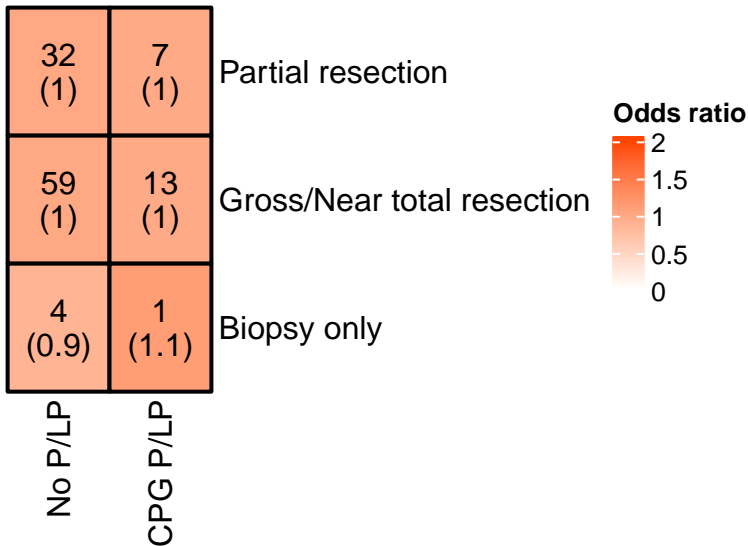 32 7
(1) (1)
Partial resection
59 13
(1) (1)
Gross/Near total resection
4 1
(0.9) (1.1)
Biopsy only
No P/LP
CPG P/LP
Odds ratio
2
1.5
1
0.5
0